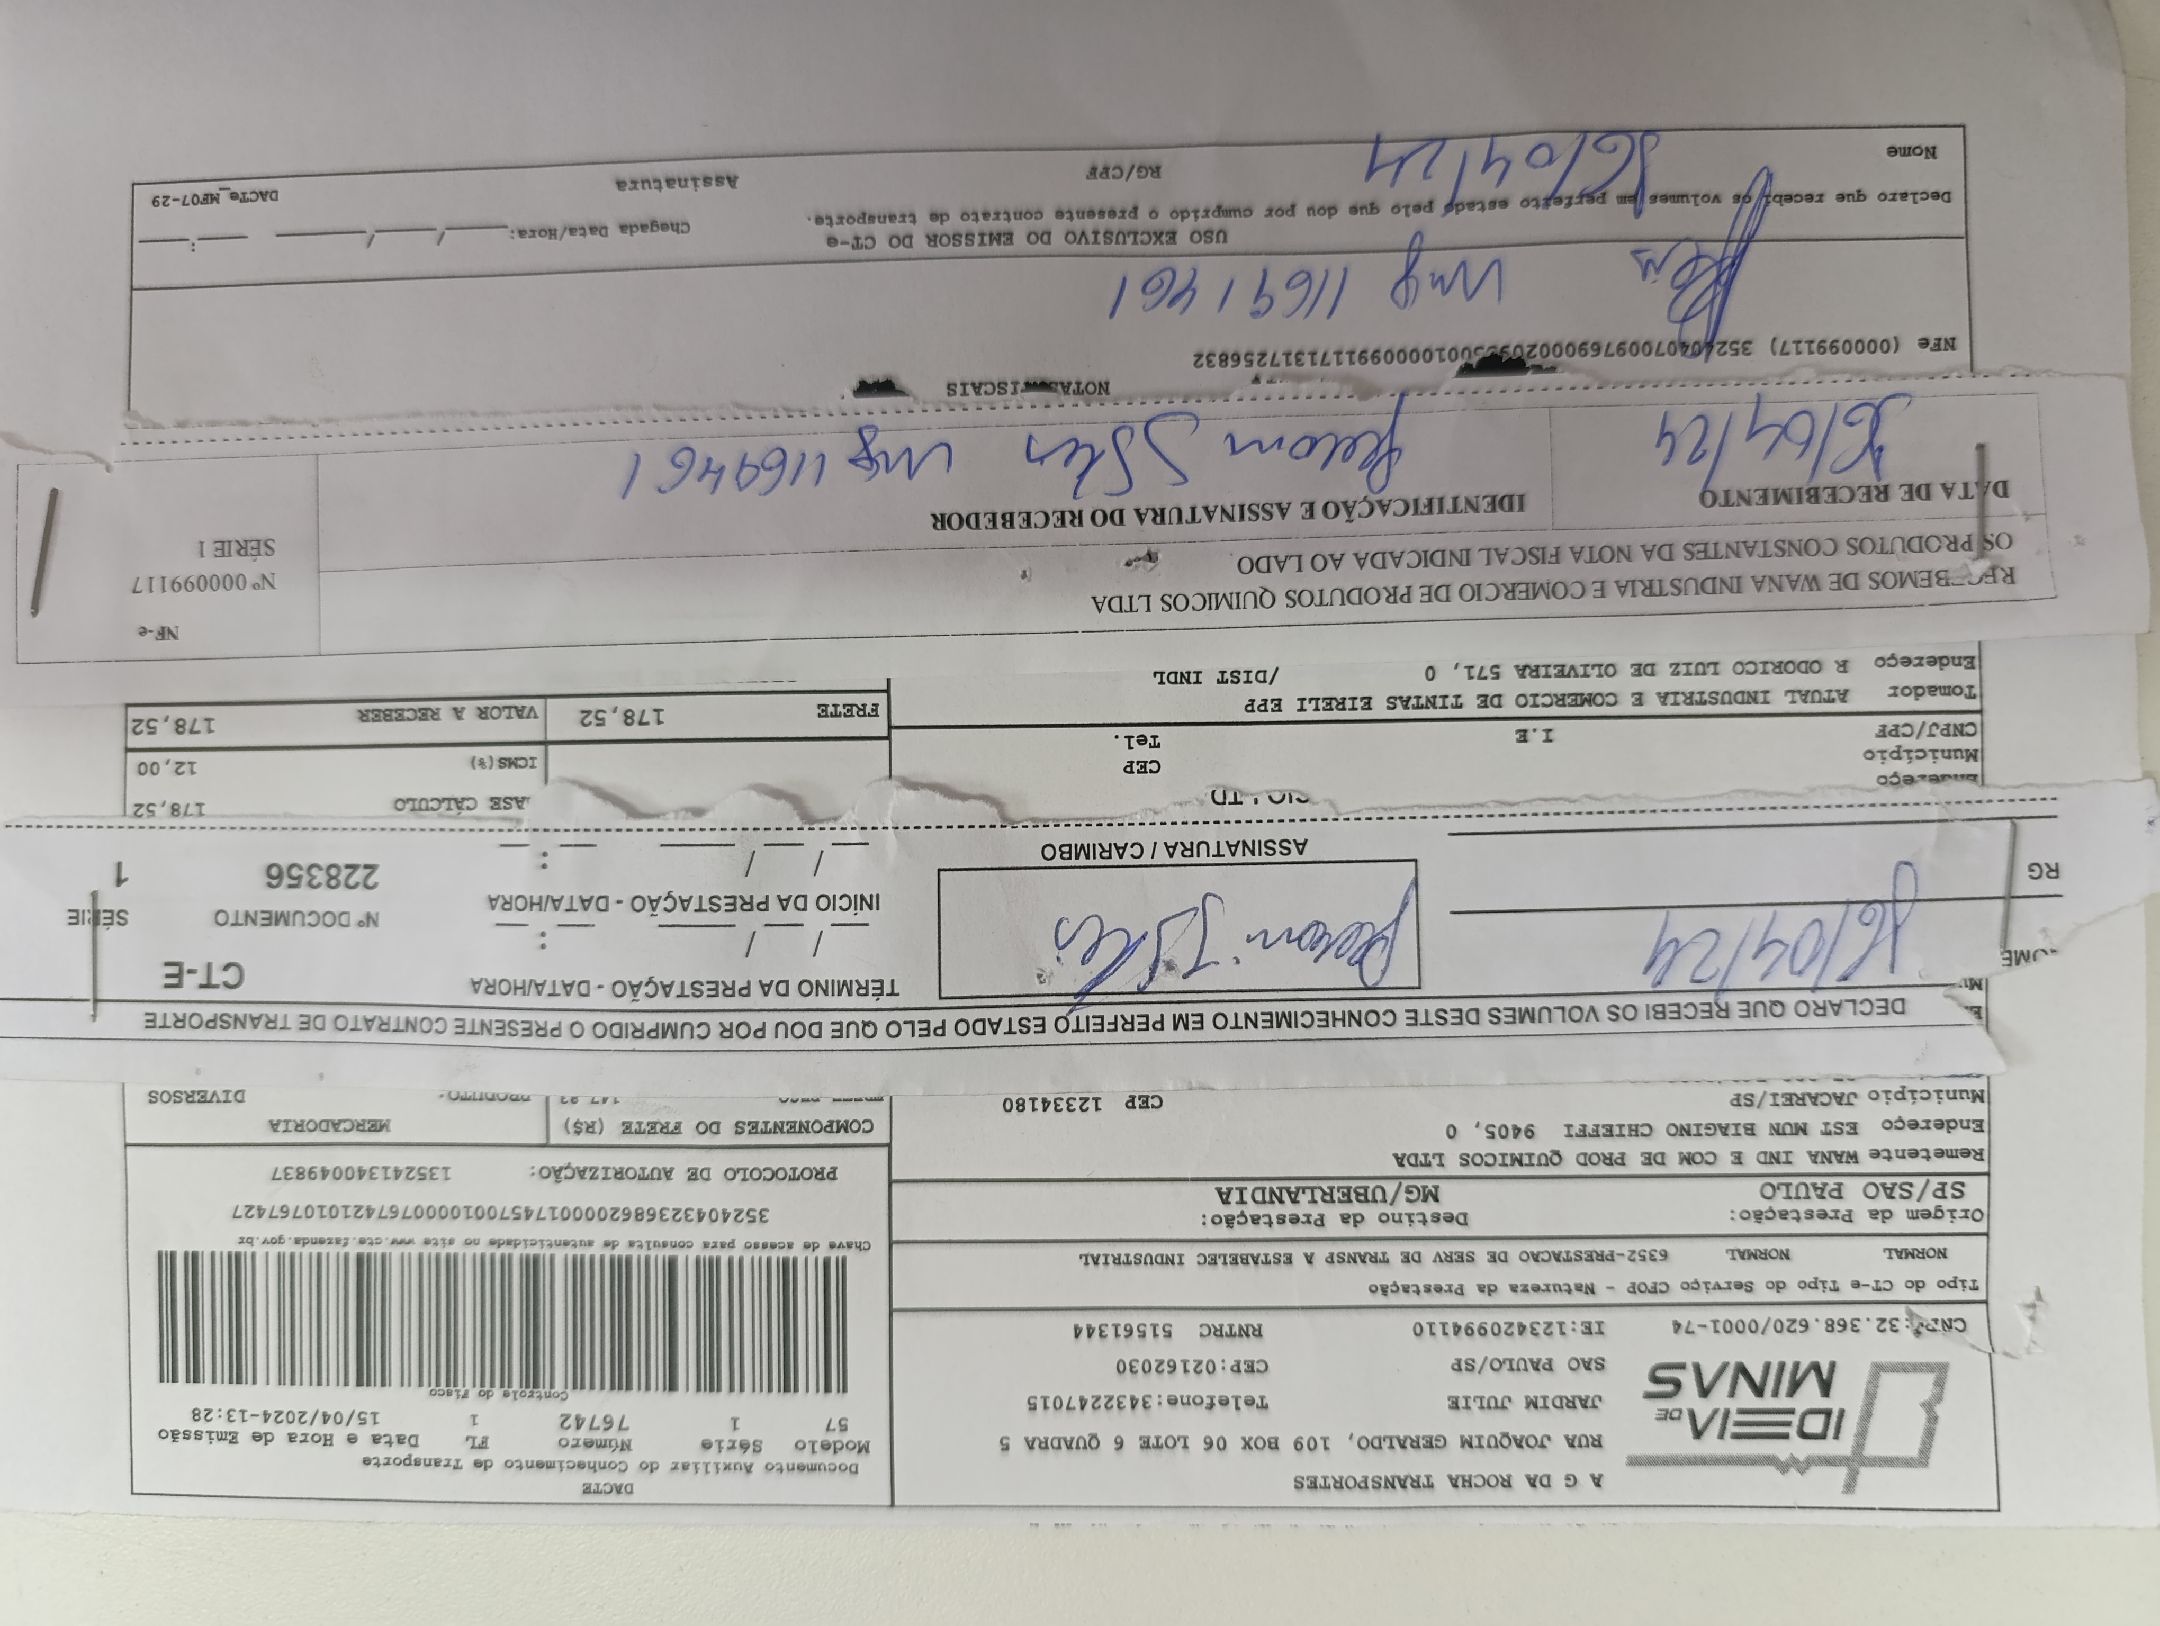 IDEIA DE MINAS
A G DA ROCHA TRANSPORTES
RUA JOAQUIM GERALDO, 109 BOX 06 LOTE 6 QUADRA 5
JARDIM JULIE Telefone:3432247015
SAO PAULO/SP CEP:02162030
CNPJ:32.368.620/0001-74 IE:123420994110 RNTRC 51561344
DACTE
Documento Auxiliar do Conhecimento de Transporte
Modelo Série Número FL Data e Hora de Emissão
57 1 76742 1 15/04/2024-13:28
Controle do Fisco
Chave de acesso para consulta de autenticidade no site www.cte.fazenda.gov.br
35240432368620000174570010000767421010767427
PROTOCOLO DE AUTORIZAÇÃO: 135241340049837
Tipo do CT-e Tipo do Serviço CFOP - Natureza da Prestação
NORMAL NORMAL 6352-PRESTACAO DE SERV DE TRANSP A ESTABELEC INDUSTRIAL
Origem da Prestação: Destino da Prestação:
SP/SAO PAULO MG/UBERLANDIA
Remetente WANA IND E COM DE PROD QUIMICOS LTDA
Endereço EST MUN BIAGINO CHIEFFI 9405, 0
Município JACAREI/SP CEP 12334180
COMPONENTES DO FRETE (R$) MERCADORIA
147,93 PRODUTO: DIVERSOS
DECLARO QUE RECEBI OS VOLUMES DESTE CONHECIMENTO EM PERFEITO ESTADO PELO QUE DOU POR CUMPRIDO O PRESENTE CONTRATO DE TRANSPORTE
NOME 16/04/24
RG
ASSINATURA / CARIMBO
TÉRMINO DA PRESTAÇÃO - DATA/HORA
INÍCIO DA PRESTAÇÃO - DATA/HORA
CT-E
Nº DOCUMENTO SÉRIE
228356 1
Endereço
Município CEP
CNPJ/CPF I.E Tel.
Tomador ATUAL INDUSTRIA E COMERCIO DE TINTAS EIRELI EPP
Endereço R ODORICO LUIZ DE OLIVEIRA 571, 0 /DIST INDL
BASE CÁLCULO 178,52
ICMS(%) 12,00
FRETE 178,52 VALOR A RECEBER 178,52
RECEBEMOS DE WANA INDUSTRIA E COMERCIO DE PRODUTOS QUIMICOS LTDA
OS PRODUTOS CONSTANTES DA NOTA FISCAL INDICADA AO LADO.
DATA DE RECEBIMENTO IDENTIFICAÇÃO E ASSINATURA DO RECEBEDOR
16/04/24
NF-e
Nº 000099117
SÉRIE 1
NOTAS FISCAIS
NFe (000099117)
mg 11691461
USO EXCLUSIVO DO EMISSOR DO CT-e
Declaro que recebi os volumes em perfeito estado pelo que dou por cumprido o presente contrato de transporte.
Chegada Data/Hora:
16/04/24
Nome RG/CPF Assinatura
DACTe_MF07-29